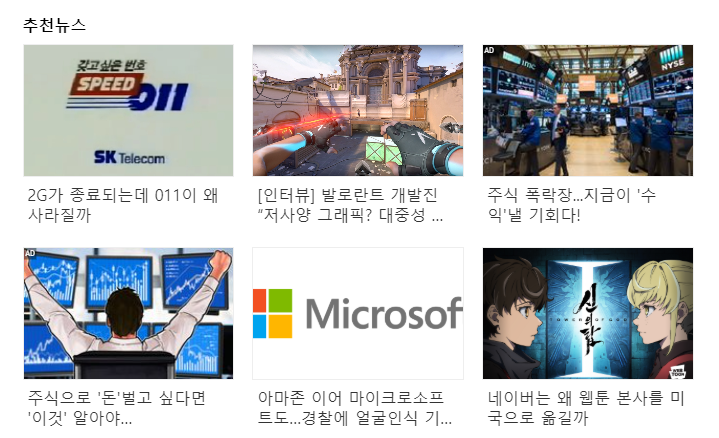 추천뉴스
갖고싶은 번호
SPEED
011
SK Telecom
AD
NYSE
2G가 종료되는데 011이 왜
사라질까
[인터뷰] 발로란트 개발진
“저사양 그래픽? 대중성 ...
주식 폭락장...지금이 '수
익'낼 기회다!
AD
Microsof
신의탑
TOWER OF GOD
WEBTOON
주식으로 '돈'벌고 싶다면
'이것' 알아야...
아마존 이어 마이크로소프
트도...경찰에 얼굴인식 기...
네이버는 왜 웹툰 본사를 미
국으로 옮길까